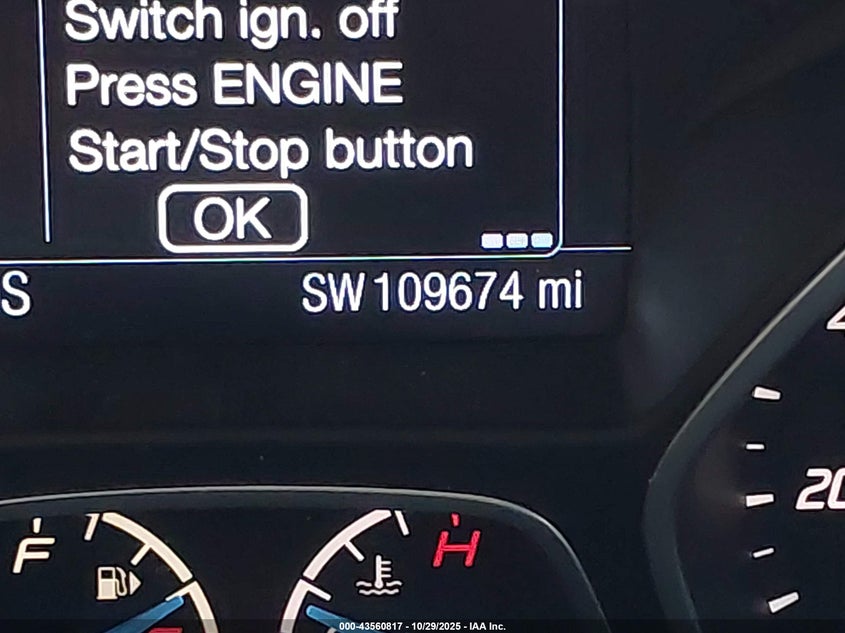 Switch ign. off
Press ENGINE
Start/Stop button
OK
S
SW 109674 mi
20
F
H
000-43560817 - 10/29/2025 - IAA Inc.